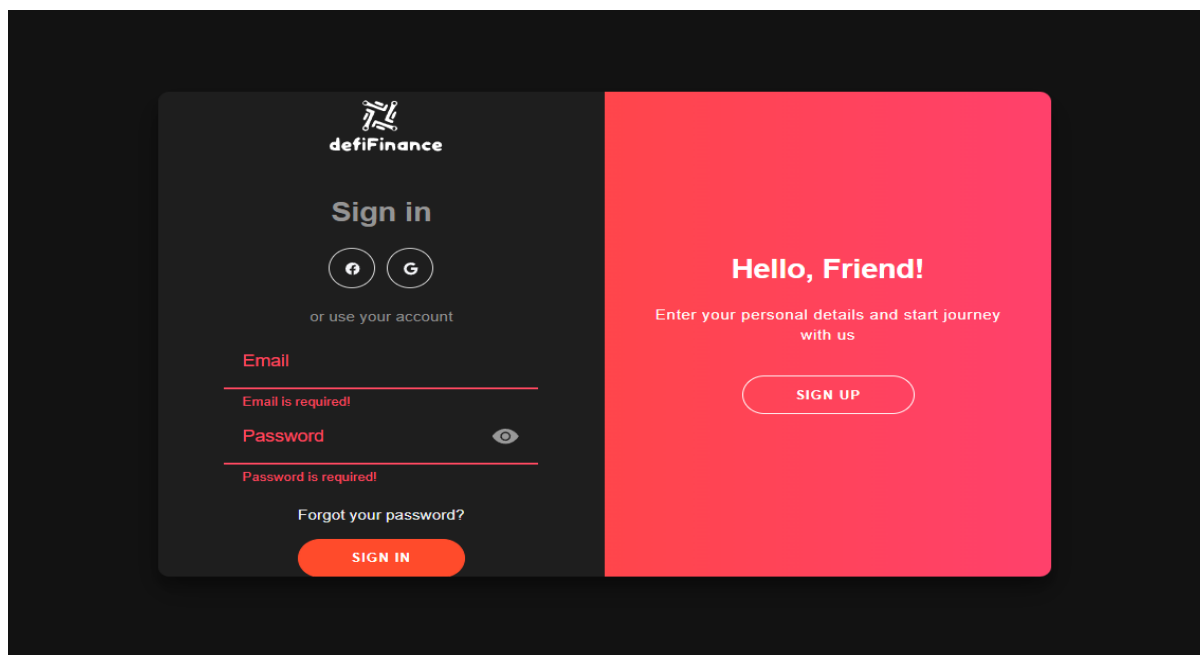 defiFinance
Sign in
or use your account
Email
Email is required!
Password
Password is required!
Forgot your password?
SIGN IN
Hello, Friend!
Enter your personal details and start journey
with us
SIGN UP